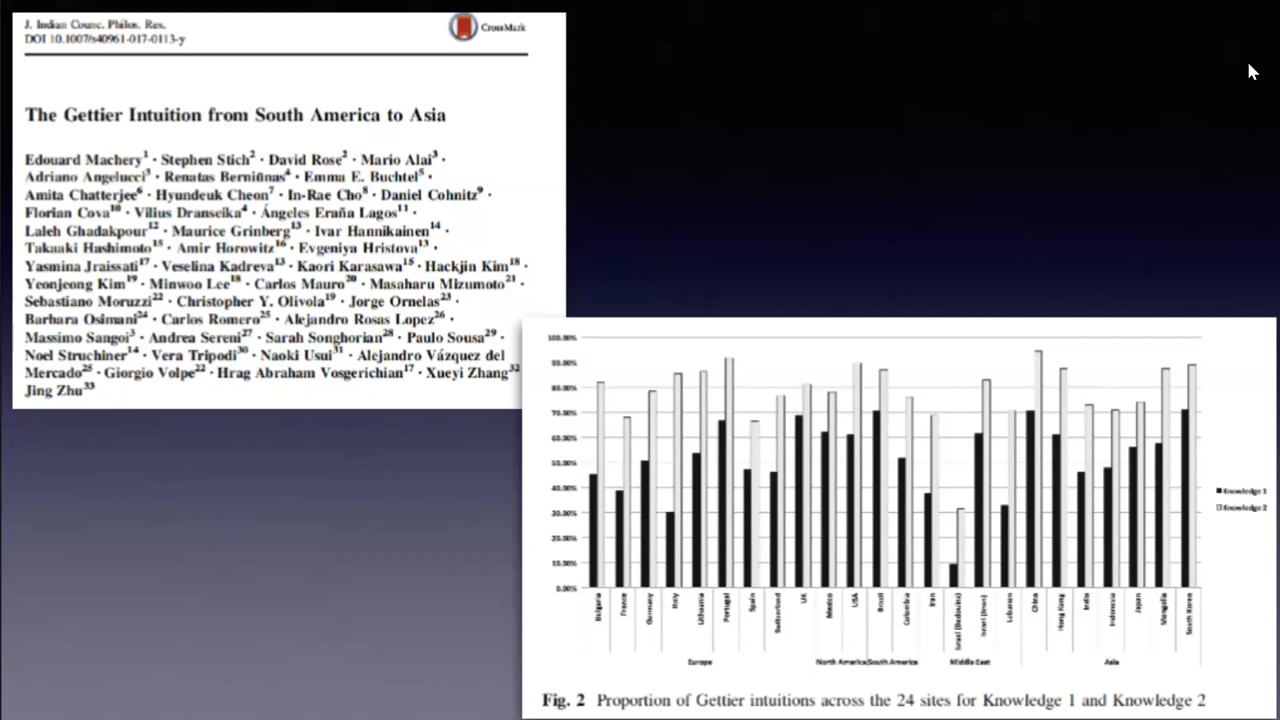 J. Indian Counc. Philos. Res.
DOI 10.1007/s40961-017-0113-y
CrossMark
The Gettier Intuition from South America to Asia
Edouard Machery1 · Stephen Stich2 · David Rose2 · Mario Alai3 ·
Adriano Angelucci3 · Renatas Berniūnas4 · Emma E. Buchtel5 ·
Amita Chatterjee6 · Hyundeuk Cheon7 · In-Rae Cho8 · Daniel Cohnitz9 ·
Florian Cova10 · Vilius Dranseika4 · Ángeles Eraña Lagos11 ·
Laleh Ghadakpour12 · Maurice Grinberg13 · Ivar Hannikainen14 ·
Takaaki Hashimoto15 · Amir Horowitz16 · Evgeniya Hristova13 ·
Yasmina Jraissati17 · Veselina Kadreva13 · Kaori Karasawa15 · Hackjin Kim18 ·
Yeonjeong Kim19 · Minwoo Lee18 · Carlos Mauro20 · Masaharu Mizumoto21 ·
Sebastiano Moruzzi22 · Christopher Y. Olivola19 · Jorge Ornelas23 ·
Barbara Osimani24 · Carlos Romero25 · Alejandro Rosas Lopez26 ·
Massimo Sangoi3 · Andrea Sereni27 · Sarah Songhorian28 · Paulo Sousa29 ·
Noel Struchiner14 · Vera Tripodi30 · Naoki Usui31 · Alejandro Vázquez del
Mercado25 · Giorgio Volpe22 · Hrag Abraham Vosgerichian17 · Xueyi Zhang32
Jing Zhu33
100.00%
90.00%
80.00%
70.00%
60.00%
50.00%
40.00%
30.00%
20.00%
10.00%
0.00%
Knowledge 1
Knowledge 2
Bulgaria
France
Germany
Italy
Lithuania
Portugal
Spain
Switzerland
UK
Mexico
USA
Brazil
Colombia
Iran
Israel (Bedouins)
Israel (Jews)
Lebanon
China
Hong Kong
India
Indonesia
Japan
Mongolia
South Korea
Europe
North America
South America
Middle East
Asia
Fig. 2 Proportion of Gettier intuitions across the 24 sites for Knowledge 1 and Knowledge 2